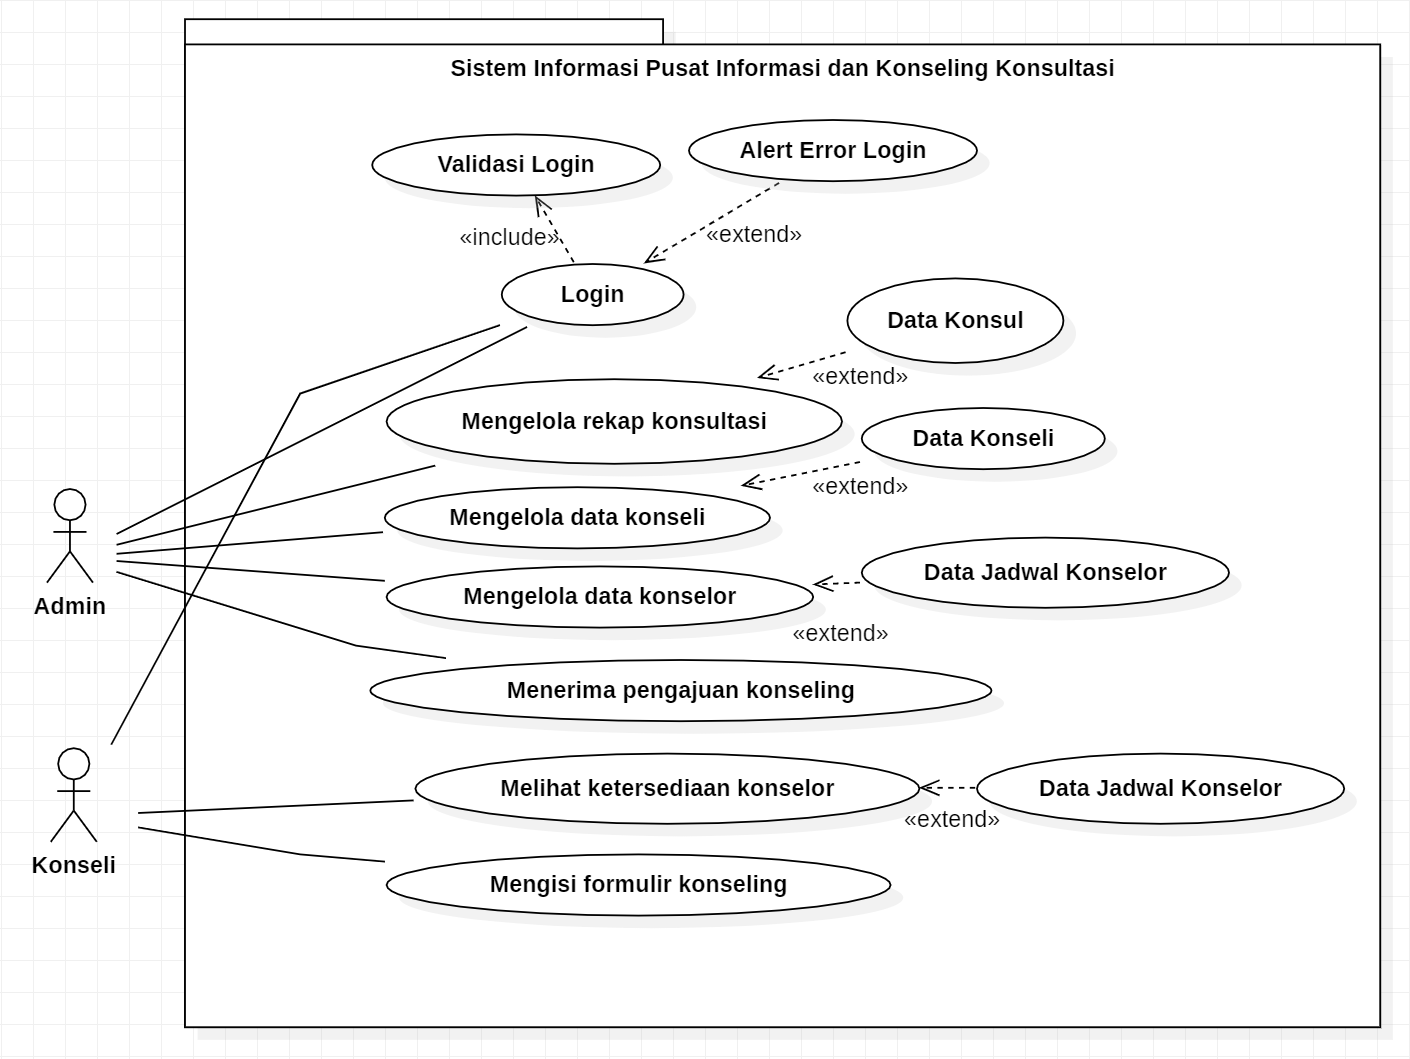 Sistem Informasi Pusat Informasi dan Konseling Konsultasi
Validasi Login
Alert Error Login
«include»
«extend»
Login
Data Konsul
«extend»
Mengelola rekap konsultasi
Data Konseli
«extend»
Mengelola data konseli
Data Jadwal Konselor
Mengelola data konselor
Admin
«extend»
Menerima pengajuan konseling
Melihat ketersediaan konselor
Data Jadwal Konselor
«extend»
Konseli
Mengisi formulir konseling